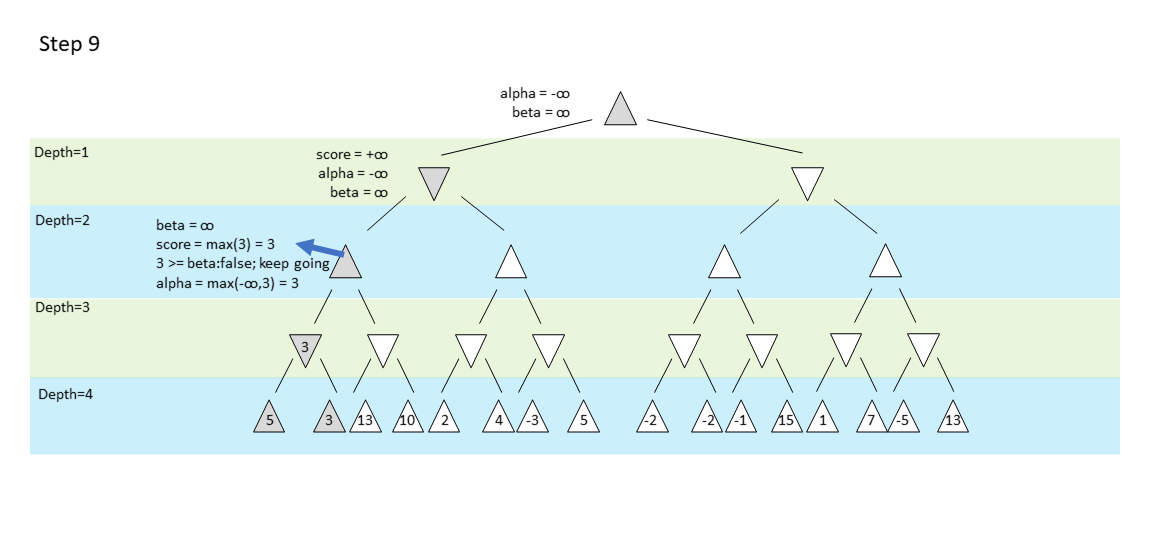 Step 9
alpha = -∞
beta = ∞
Depth=1
score = +∞
alpha = -∞
beta = ∞
Depth=2
beta = ∞
score = max(3) = 3
3 >= beta:false; keep going
alpha = max(-∞,3) = 3
Depth=3
3
Depth=4
5 3 13 10 2 4 -3 5 -2 -2 -1 15 1 7 -5 13